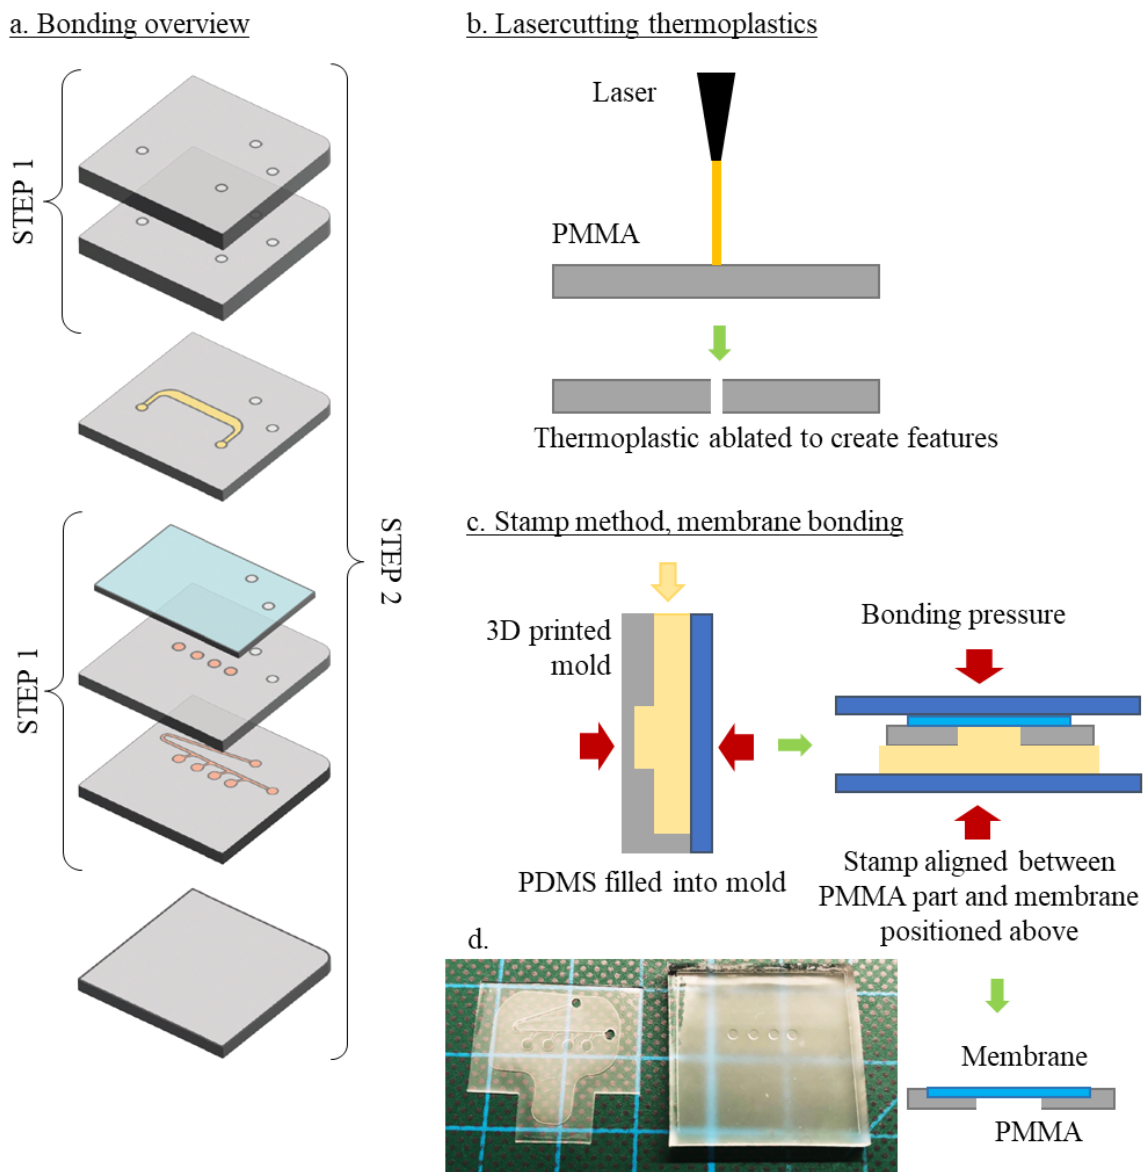 a. Bonding overview
b. Lasercutting thermoplastics
Laser
STEP 1
PMMA
Thermoplastic ablated to create features
c. Stamp method, membrane bonding
STEP 2
3D printed
mold
Bonding pressure
STEP 1
PDMS filled into mold
Stamp aligned between
PMMA part and membrane
positioned above
d.
Membrane
PMMA